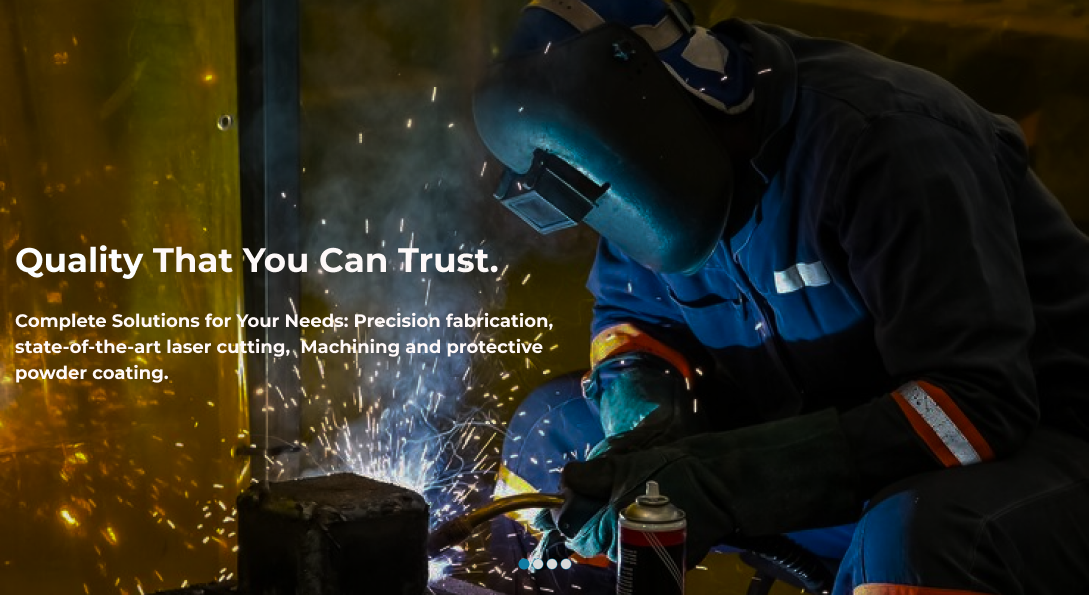 Quality That You Can Trust.
Complete Solutions for Your Needs: Precision fabrication,
state-of-the-art laser cutting,  Machining and protective
powder coating.